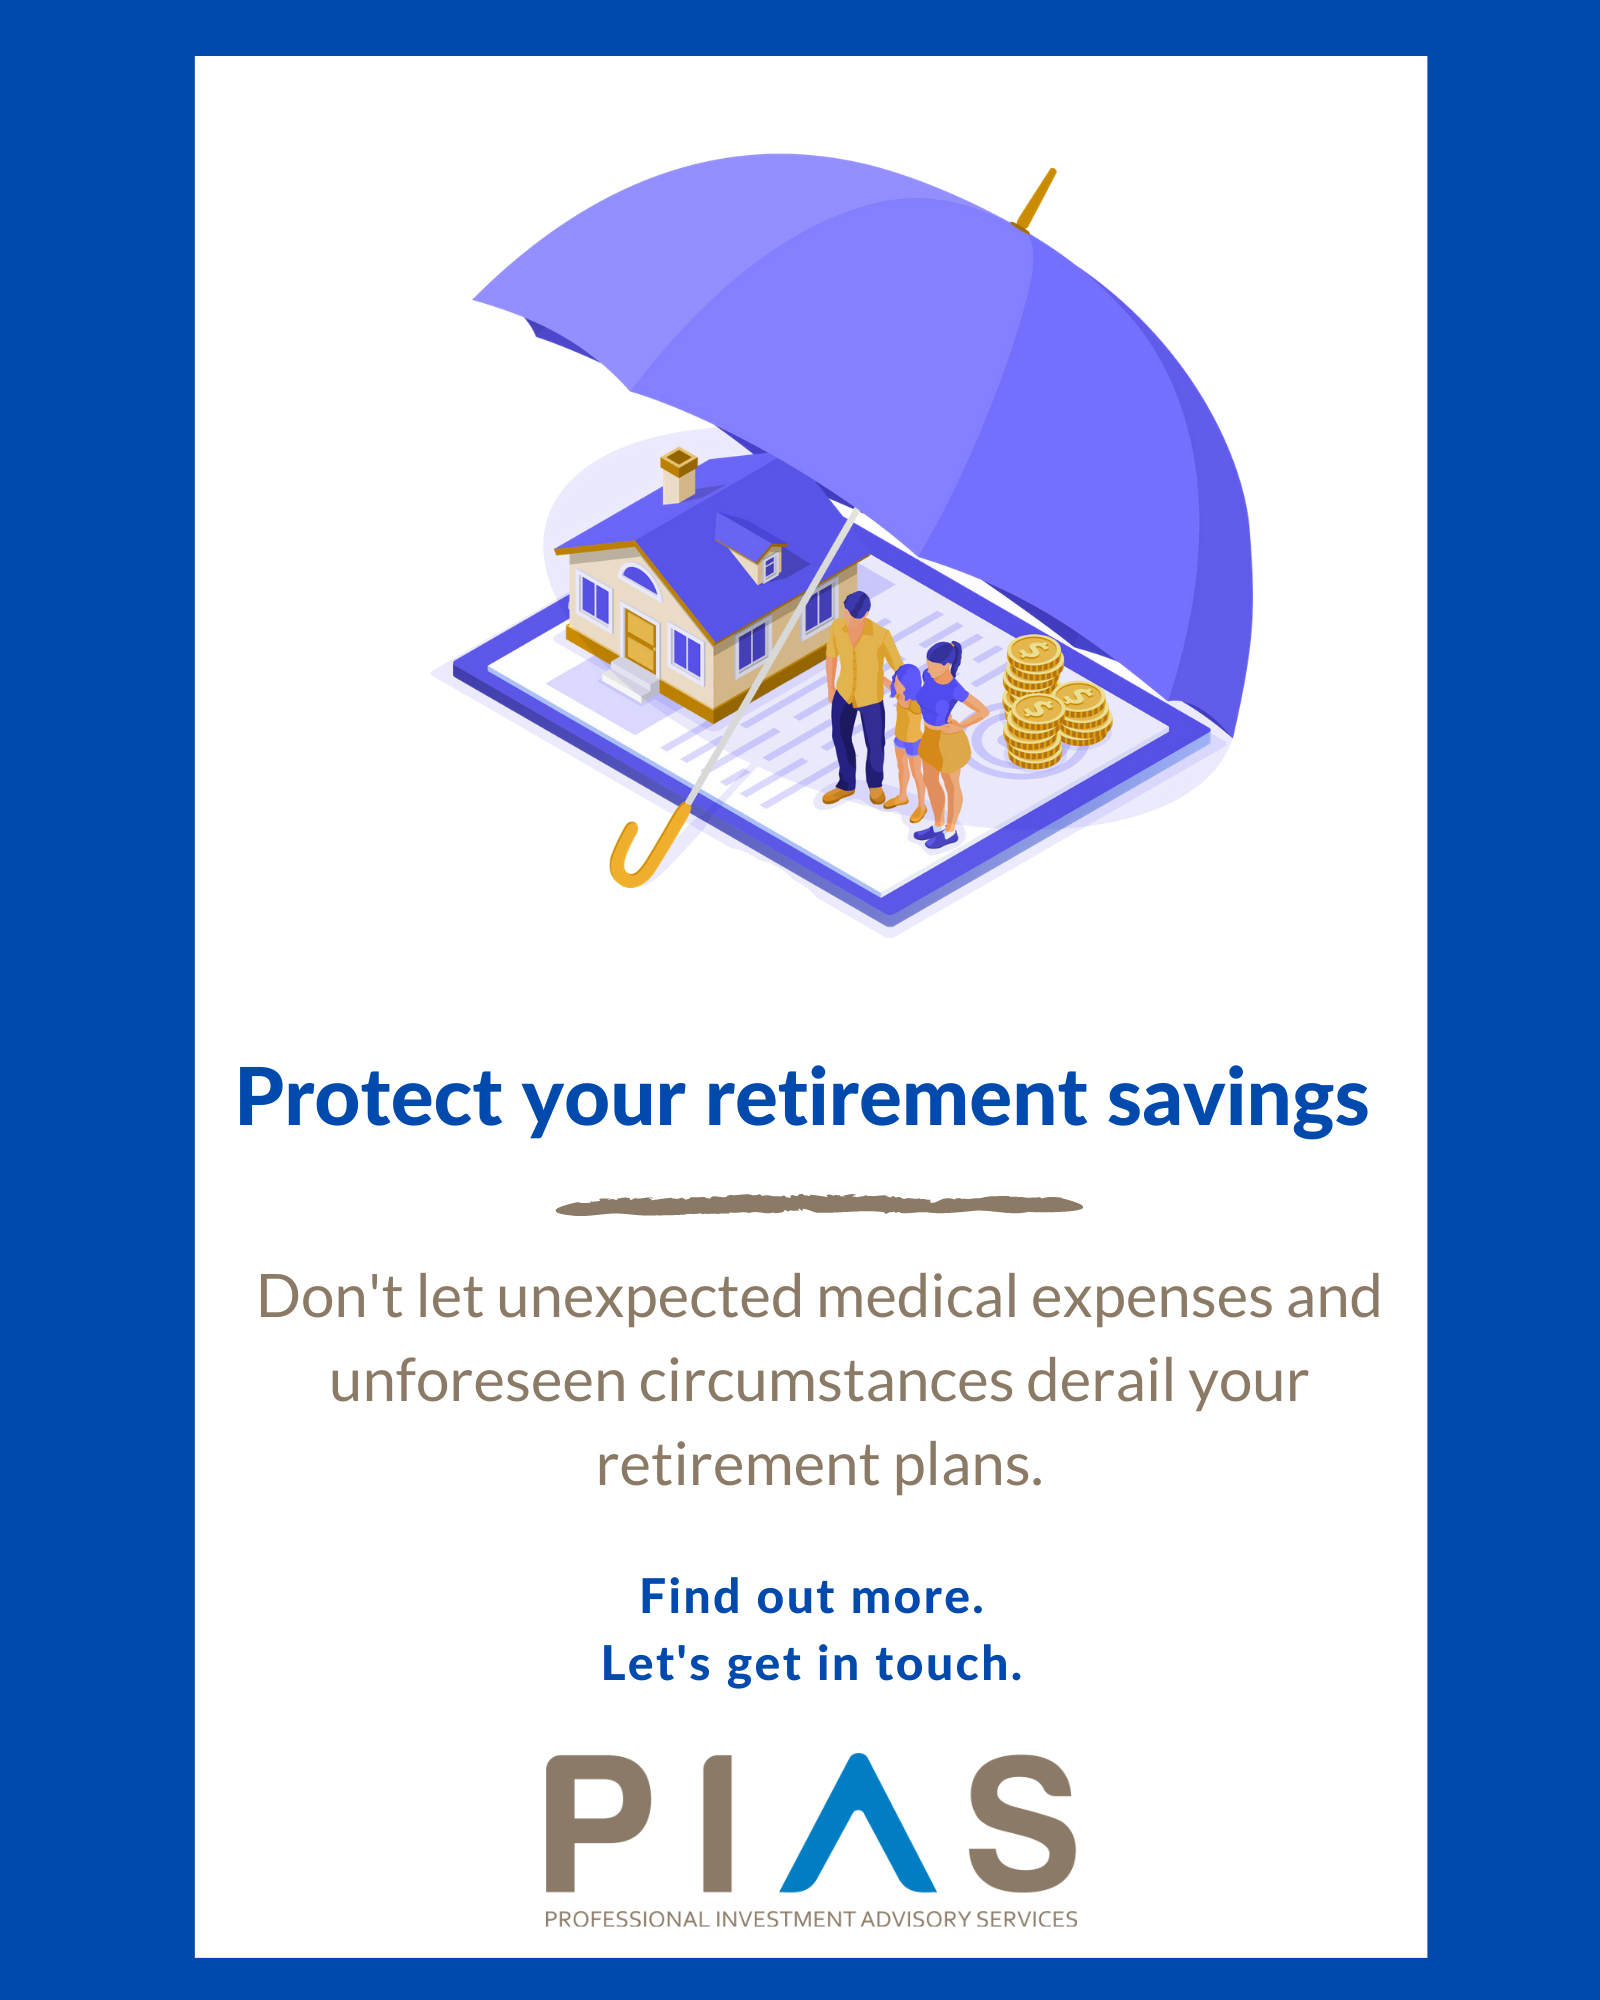 Protect your retirement savings
Don't let unexpected medical expenses and
unforeseen circumstances derail your
retirement plans.
Find out more.
Let's get in touch.
PIAS
PROFESSIONAL INVESTMENT ADVISORY SERVICES